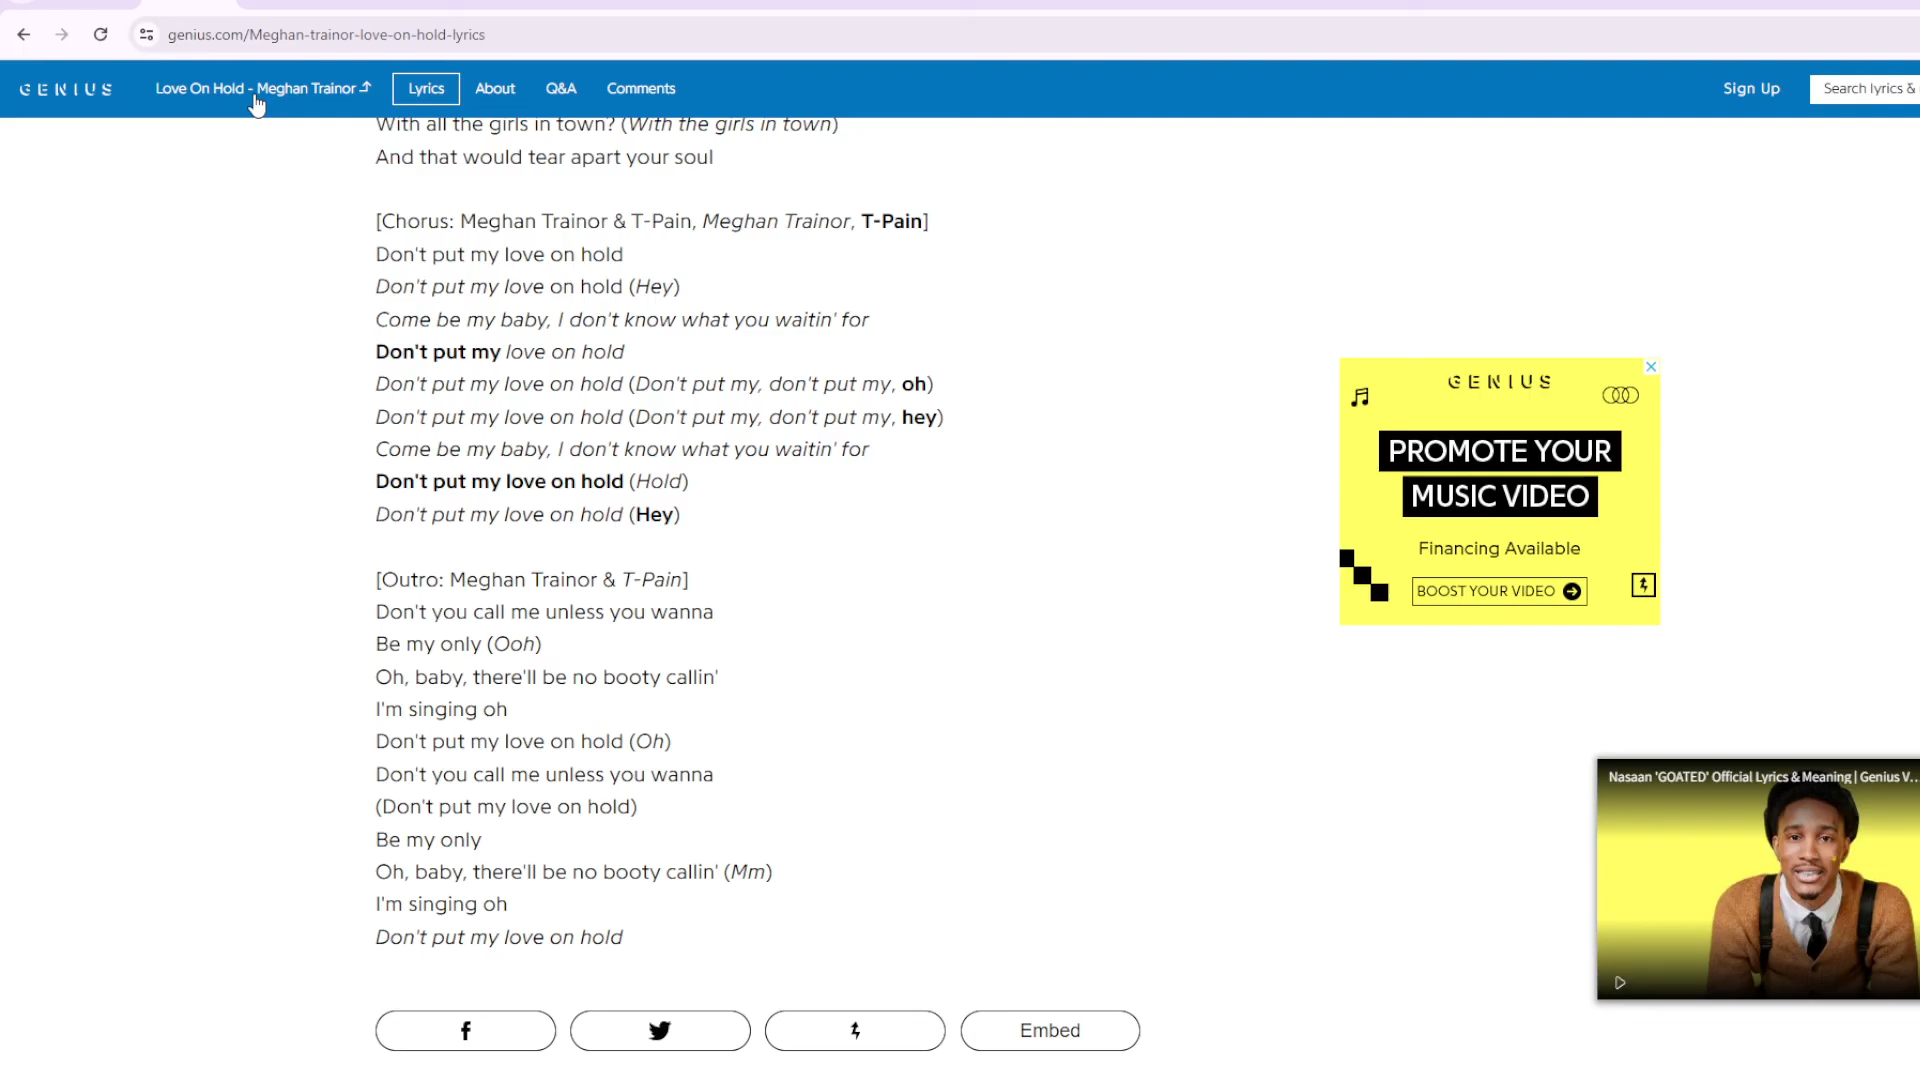 genius.com/Meghan-trainor-love-on-hold-lyrics
GENIUS
Love On Hold - Meghan Trainor
Lyrics
About
Q&A
Comments
Sign Up
Search lyrics &
With all the girls in town? (With the girls in town)
And that would tear apart your soul
[Chorus: Meghan Trainor & T-Pain, Meghan Trainor, T-Pain]
Don't put my love on hold
Don't put my love on hold (Hey)
Come be my baby, I don't know what you waitin' for
Don't put my love on hold
Don't put my love on hold (Don't put my, don't put my, oh)
Don't put my love on hold (Don't put my, don't put my, hey)
Come be my baby, I don't know what you waitin' for
Don't put my love on hold (Hold)
Don't put my love on hold (Hey)
[Outro: Meghan Trainor & T-Pain]
Don't you call me unless you wanna
Be my only (Ooh)
Oh, baby, there'll be no booty callin'
I'm singing oh
Don't put my love on hold (Oh)
Don't you call me unless you wanna
(Don't put my love on hold)
Be my only
Oh, baby, there'll be no booty callin' (Mm)
I'm singing oh
Don't put my love on hold
Embed
GENIUS
PROMOTE YOUR
MUSIC VIDEO
Financing Available
BOOST YOUR VIDEO
Nasaan 'GOATED' Official Lyrics & Meaning | Genius V...